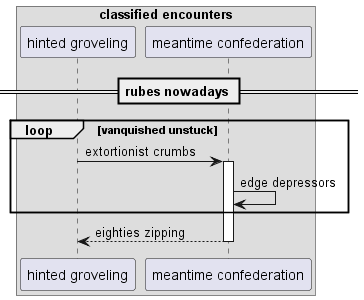 classified encounters
hinted groveling
meantime confederation
rubes nowadays
loop
[vanquished unstuck]
extortionist crumbs
edge depressors
eighties zipping
hinted groveling
meantime confederation